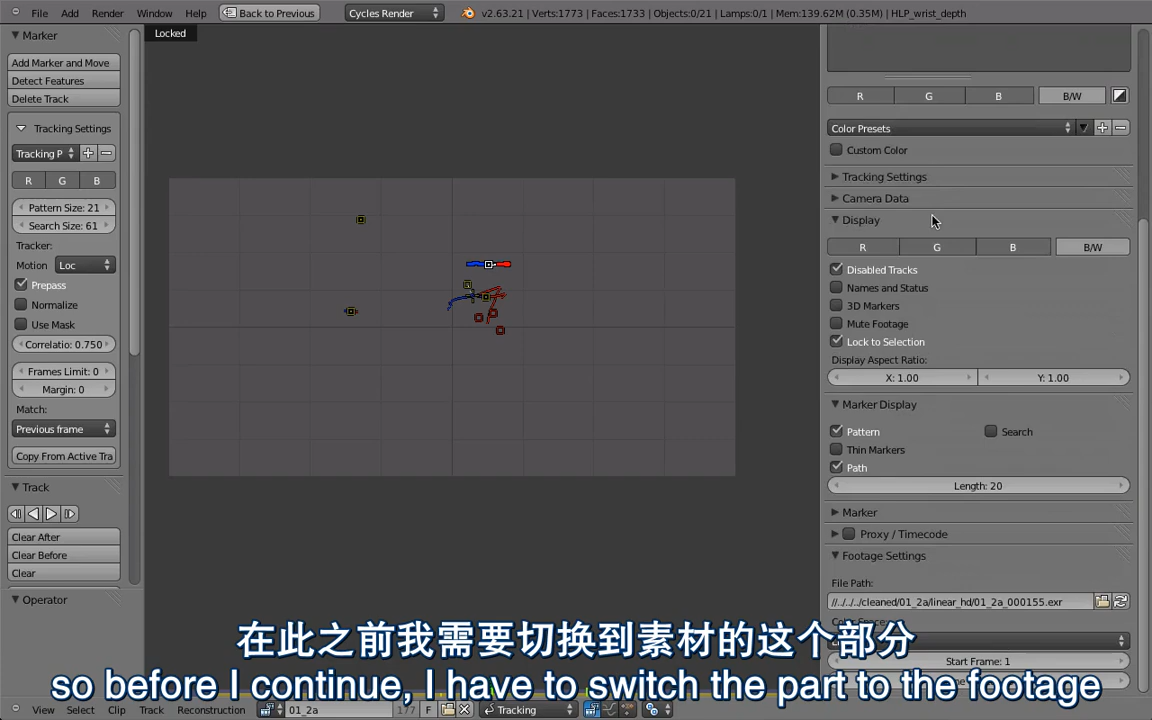 File Add Render Window Help Back to Previous Cycles Render v2.63.21 | Verts:1773 | Faces:1733 | Objects:0/21 | Lamps:0/1 | Mem:139.62M (0.35M) | HLP_wrist_depth
Marker
Add Marker and Move
Detect Features
Delete Track
Tracking Settings
Tracking P
R G B
Pattern Size: 21
Search Size: 61
Tracker:
Motion Loc
Prepass
Normalize
Use Mask
Correlatio: 0.750
Frames Limit: 0
Margin: 0
Match:
Previous frame
Copy From Active Tra
Track
Clear After
Clear Before
Clear
Operator
Locked
R G B B/W
Color Presets
Custom Color
Tracking Settings
Camera Data
Display
R G B B/W
Disabled Tracks
Names and Status
3D Markers
Mute Footage
Lock to Selection
Display Aspect Ratio:
X: 1.00 Y: 1.00
Marker Display
Pattern Search
Thin Markers
Path
Length: 20
Marker
Proxy / Timecode
Footage Settings
File Path:
//../../../cleaned/01_2a/linear_hd/01_2a_000155.exr
Start Frame: 1
在此之前我需要切换到素材的这个部分
so before I continue, I have to switch the part to the footage
View Select Clip Track Reconstruction 01_2a 177 F Tracking